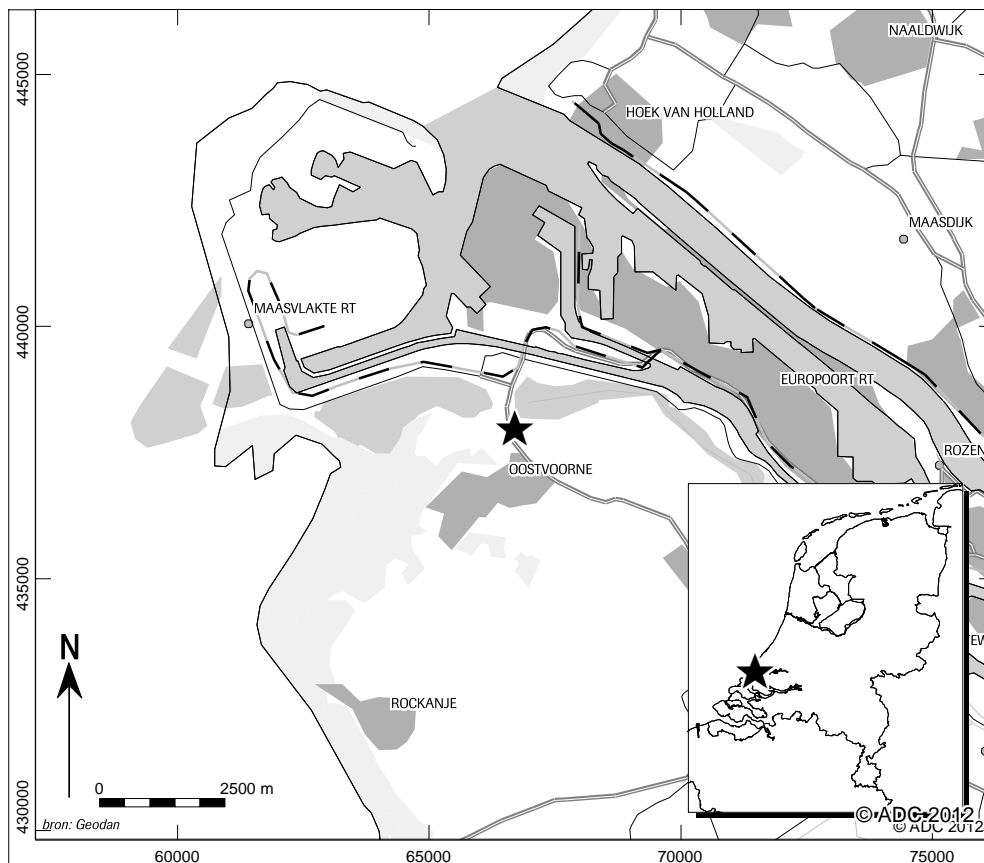 NAALDWIJK
445000
HOEK VAN HOLLAND
MAASDIJK
MAASVLAKTE RT
440000
EUROPOORT RT
OOSTVOORNE
ROZEN
435000
N
ROCKANJE
0 2500 m
430000
bron: Geodan
© ADC 2012
© ADC 2012
60000 65000 70000 75000